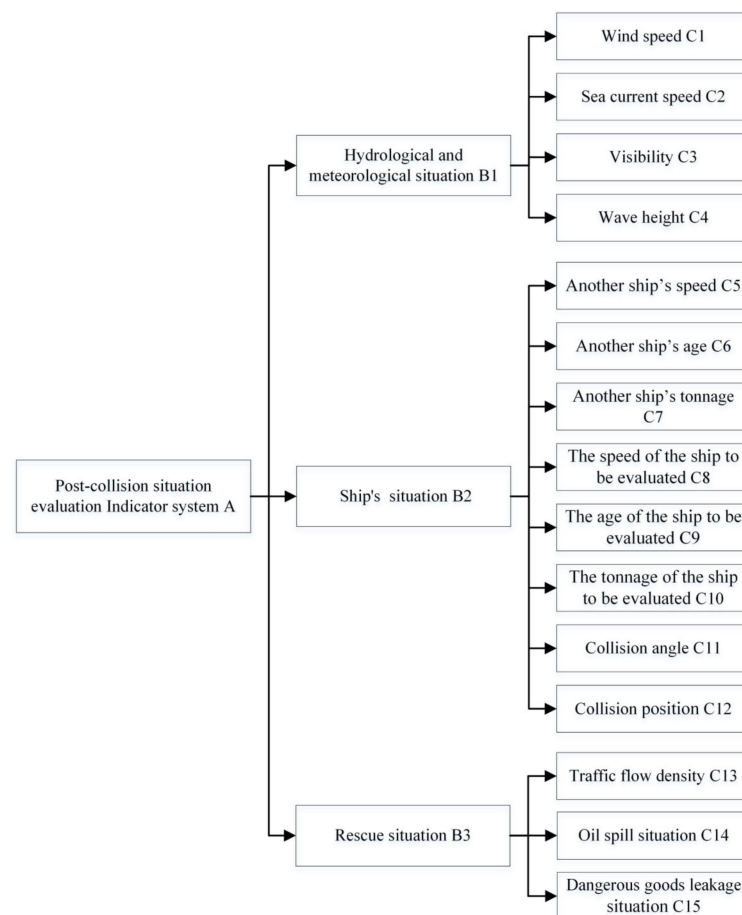 Post-collision situation
evaluation Indicator system A
Hydrological and
meteorological situation B1
Ship's situation B2
Rescue situation B3
Wind speed C1
Sea current speed C2
Visibility C3
Wave height C4
Another ship’s speed C5
Another ship’s age C6
Another ship’s tonnage
C7
The speed of the ship to
be evaluated C8
The age of the ship to be
evaluated C9
The tonnage of the ship
to be evaluated C10
Collision angle C11
Collision position C12
Traffic flow density C13
Oil spill situation C14
Dangerous goods leakage
situation C15